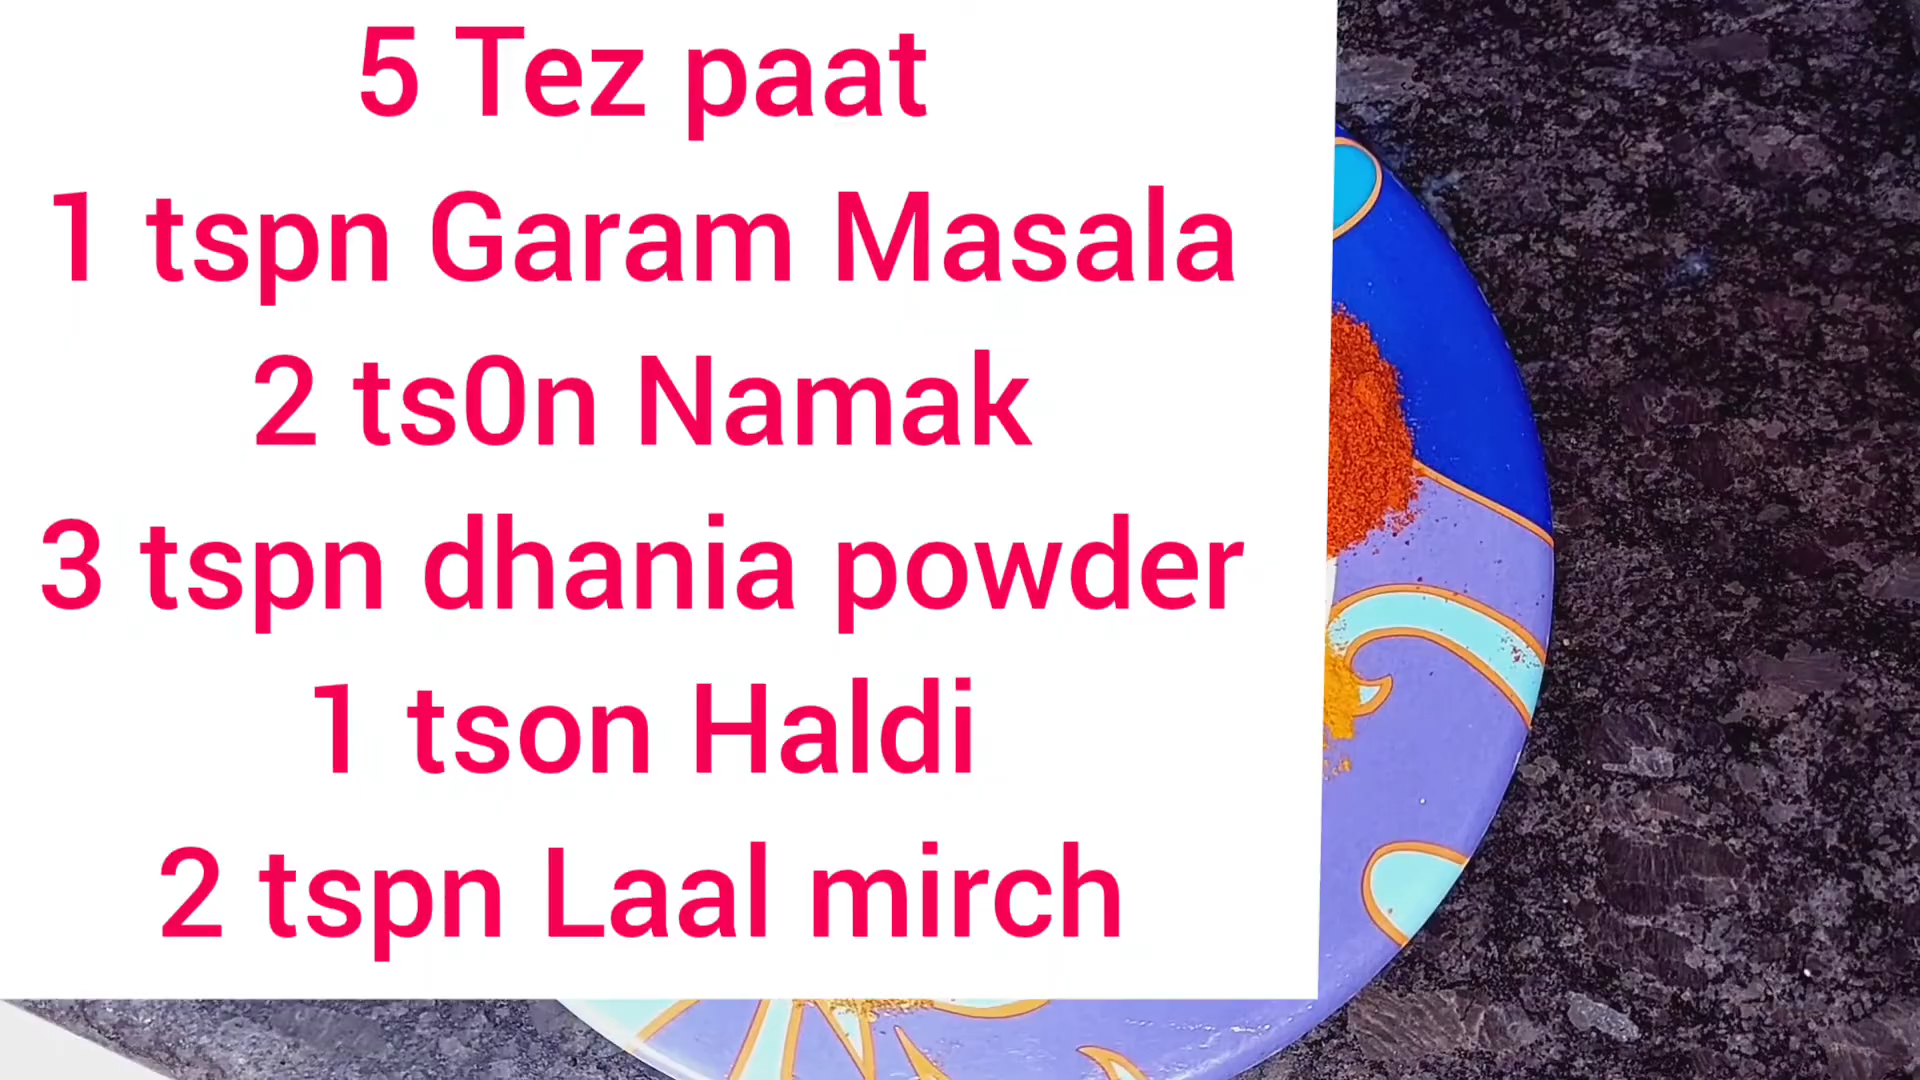 5 Tez paat
1 tspn Garam Masala
2 ts0n Namak
3 tspn dhania powder
1 tson Haldi
2 tspn Laal mirch